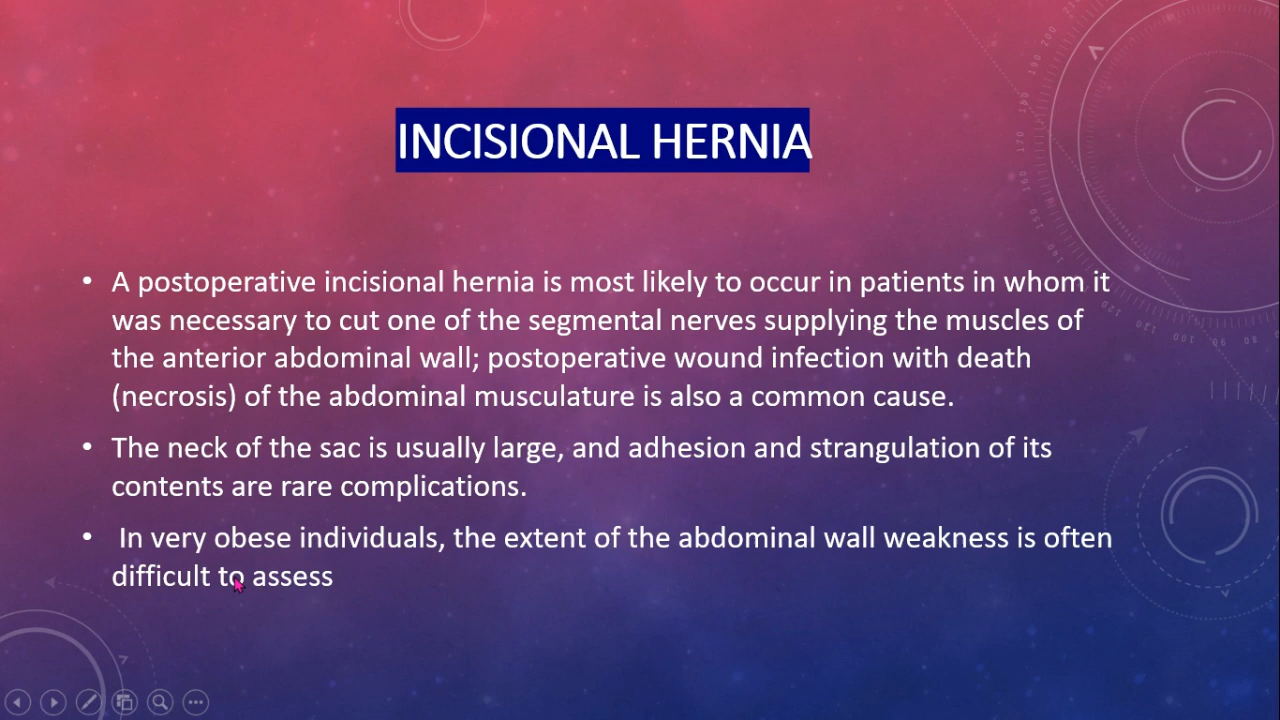 INCISIONAL HERNIA
• A postoperative incisional hernia is most likely to occur in patients in whom it
was necessary to cut one of the segmental nerves supplying the muscles of
the anterior abdominal wall; postoperative wound infection with death
(necrosis) of the abdominal musculature is also a common cause.
• The neck of the sac is usually large, and adhesion and strangulation of its
contents are rare complications.
• In very obese individuals, the extent of the abdominal wall weakness is often
difficult to assess